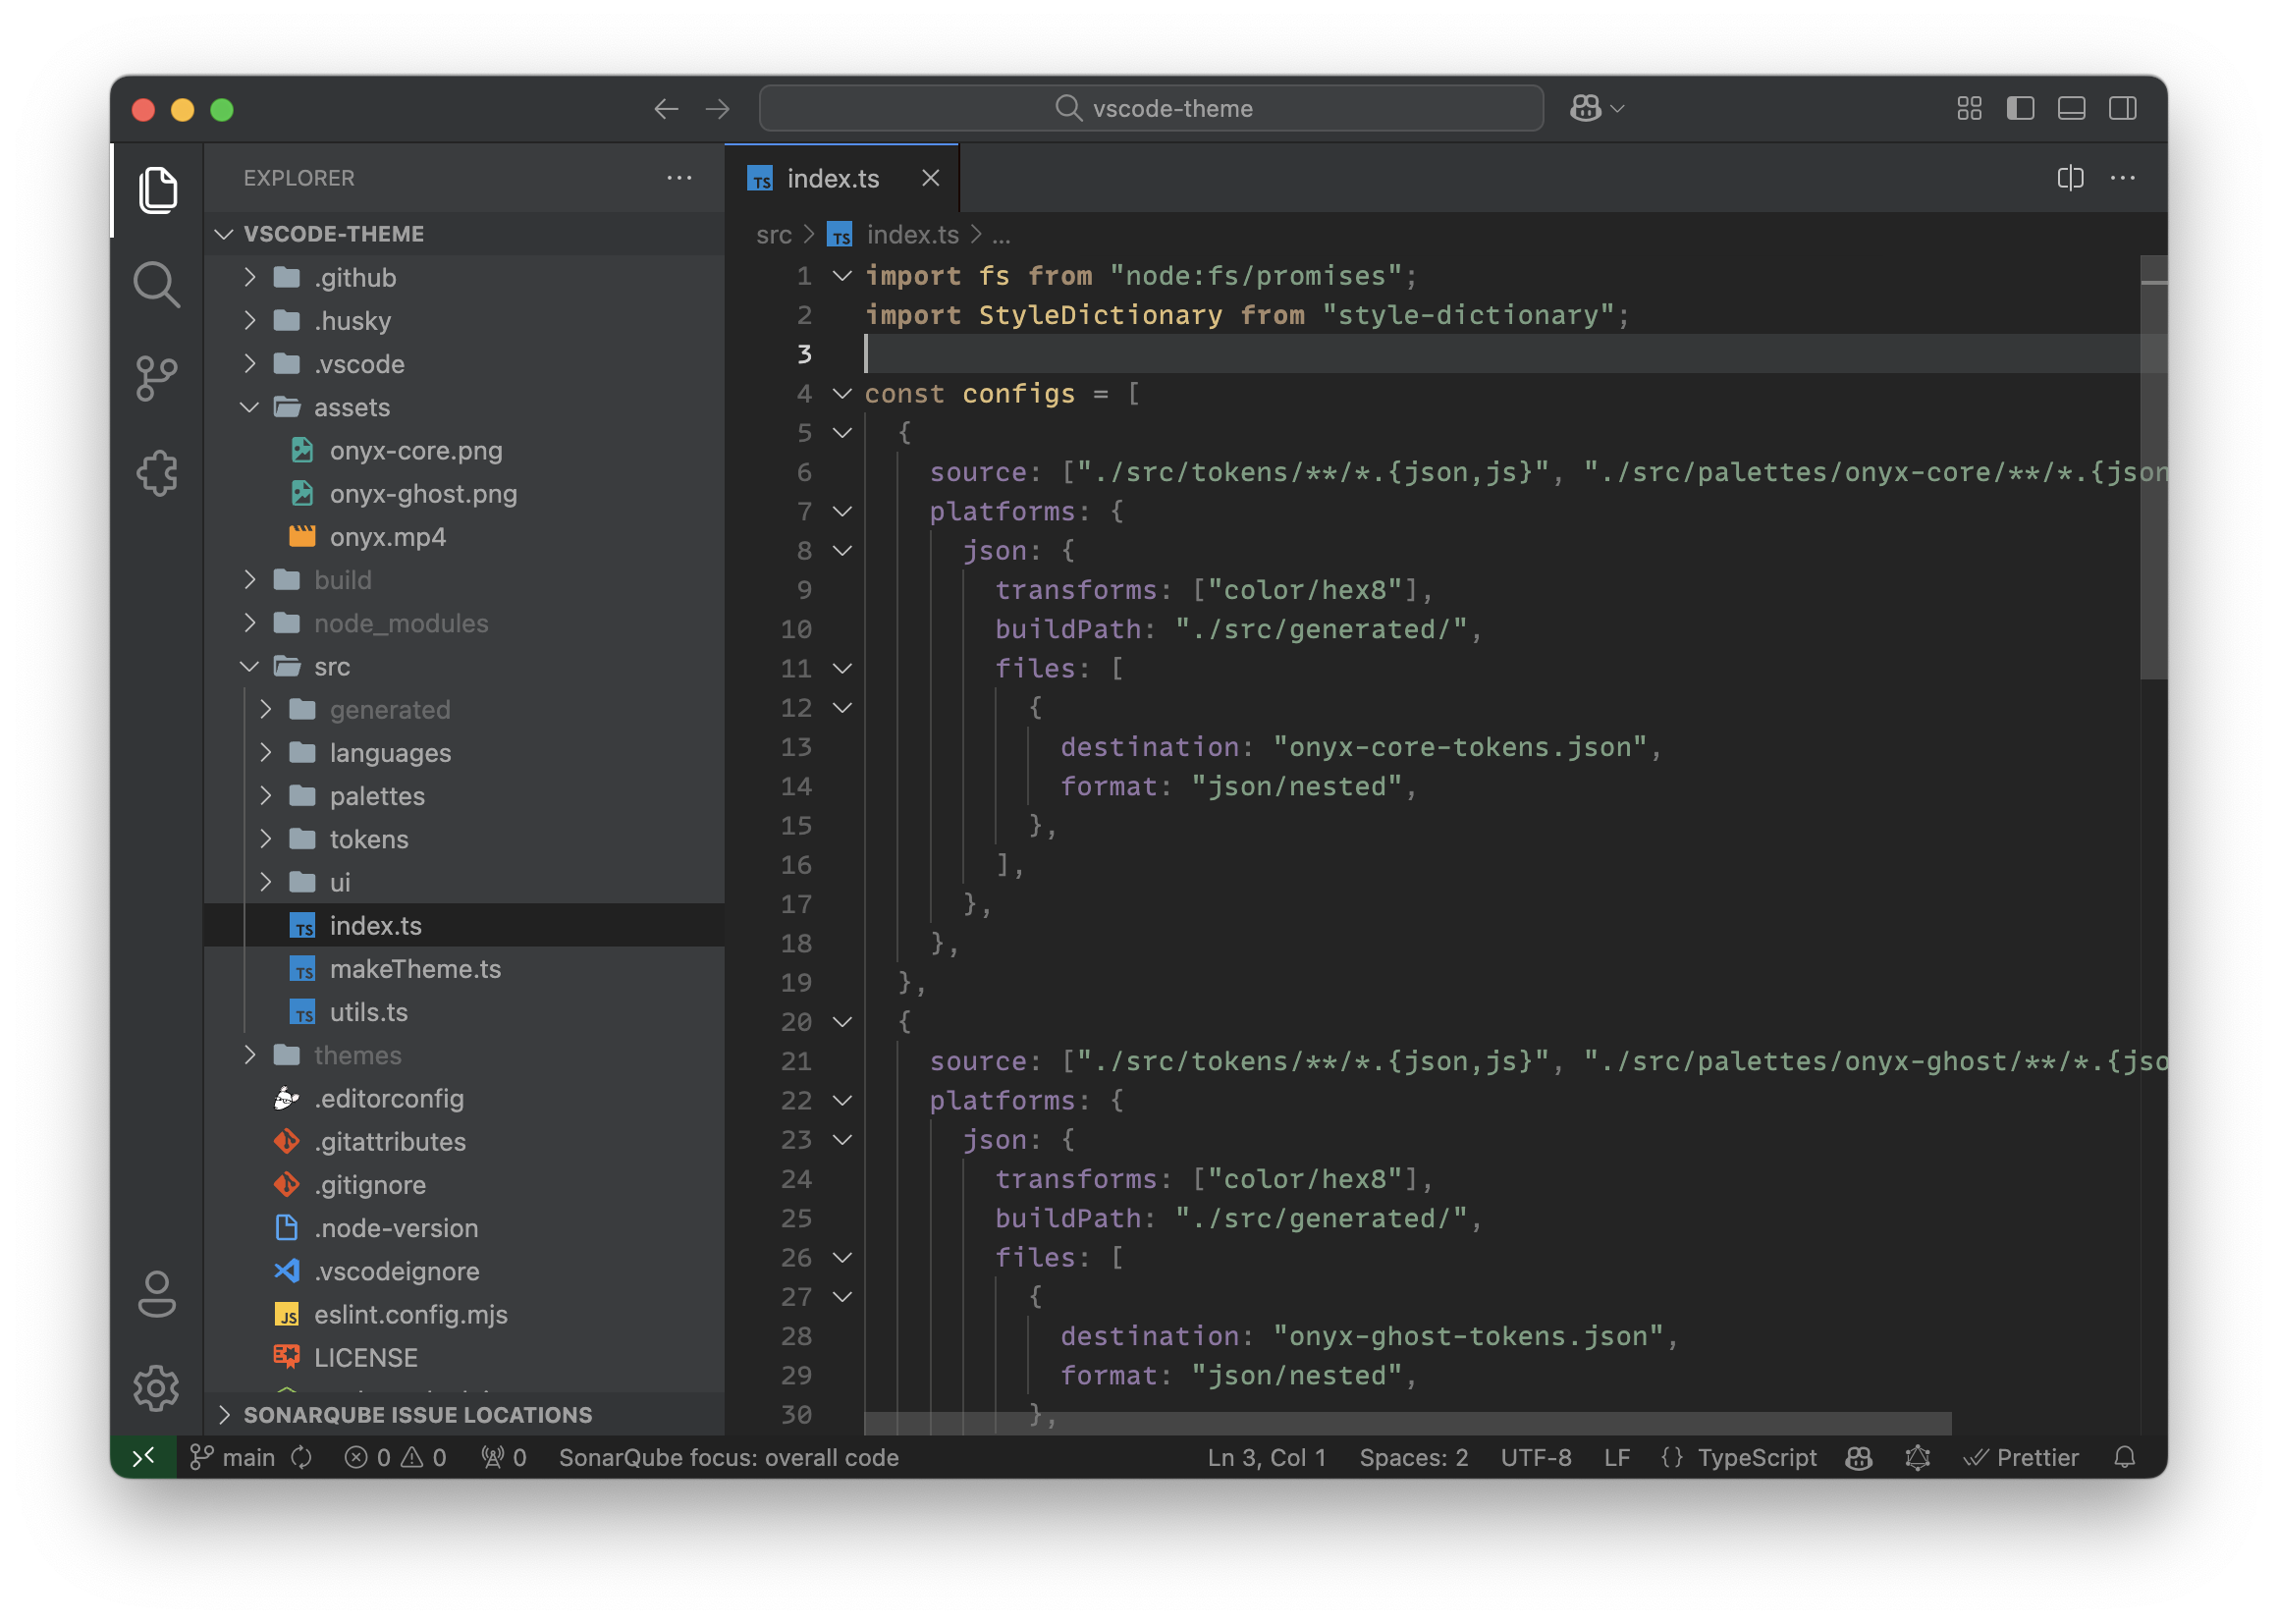 vscode-theme
EXPLORER
VSCODE-THEME
.github
.husky
.vscode
assets
onyx-core.png
onyx-ghost.png
onyx.mp4
build
node_modules
src
generated
languages
palettes
tokens
ui
TS index.ts
TS makeTheme.ts
TS utils.ts
themes
.editorconfig
.gitattributes
.gitignore
.node-version
.vscodeignore
JS eslint.config.mjs
LICENSE
SONARQUBE ISSUE LOCATIONS
TS index.ts
src > TS index.ts > ...
1 import fs from "node:fs/promises";
2 import StyleDictionary from "style-dictionary";
3
4 const configs = [
5 {
6 source: ["./src/tokens/**/*.{json,js}", "./src/palettes/onyx-core/**/*.{json
7 platforms: {
8 json: {
9 transforms: ["color/hex8"],
10 buildPath: "./src/generated/",
11 files: [
12 {
13 destination: "onyx-core-tokens.json",
14 format: "json/nested",
15 },
16 ],
17 },
18 },
19 },
20 {
21 source: ["./src/tokens/**/*.{json,js}", "./src/palettes/onyx-ghost/**/*.{jso
22 platforms: {
23 json: {
24 transforms: ["color/hex8"],
25 buildPath: "./src/generated/",
26 files: [
27 {
28 destination: "onyx-ghost-tokens.json",
29 format: "json/nested",
30 },
main 0 0 0 SonarQube focus: overall code Ln 3, Col 1 Spaces: 2 UTF-8 LF {} TypeScript Prettier